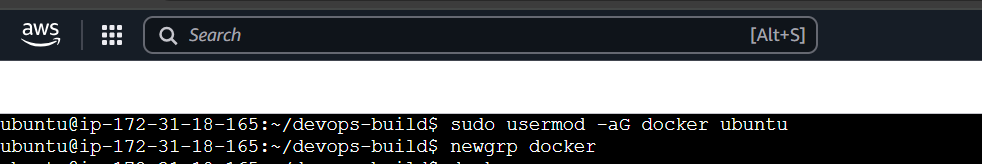 aws
Search [Alt+S]
ubuntu@ip-172-31-18-165:~/devops-build$ sudo usermod -aG docker ubuntu
ubuntu@ip-172-31-18-165:~/devops-build$ newgrp docker